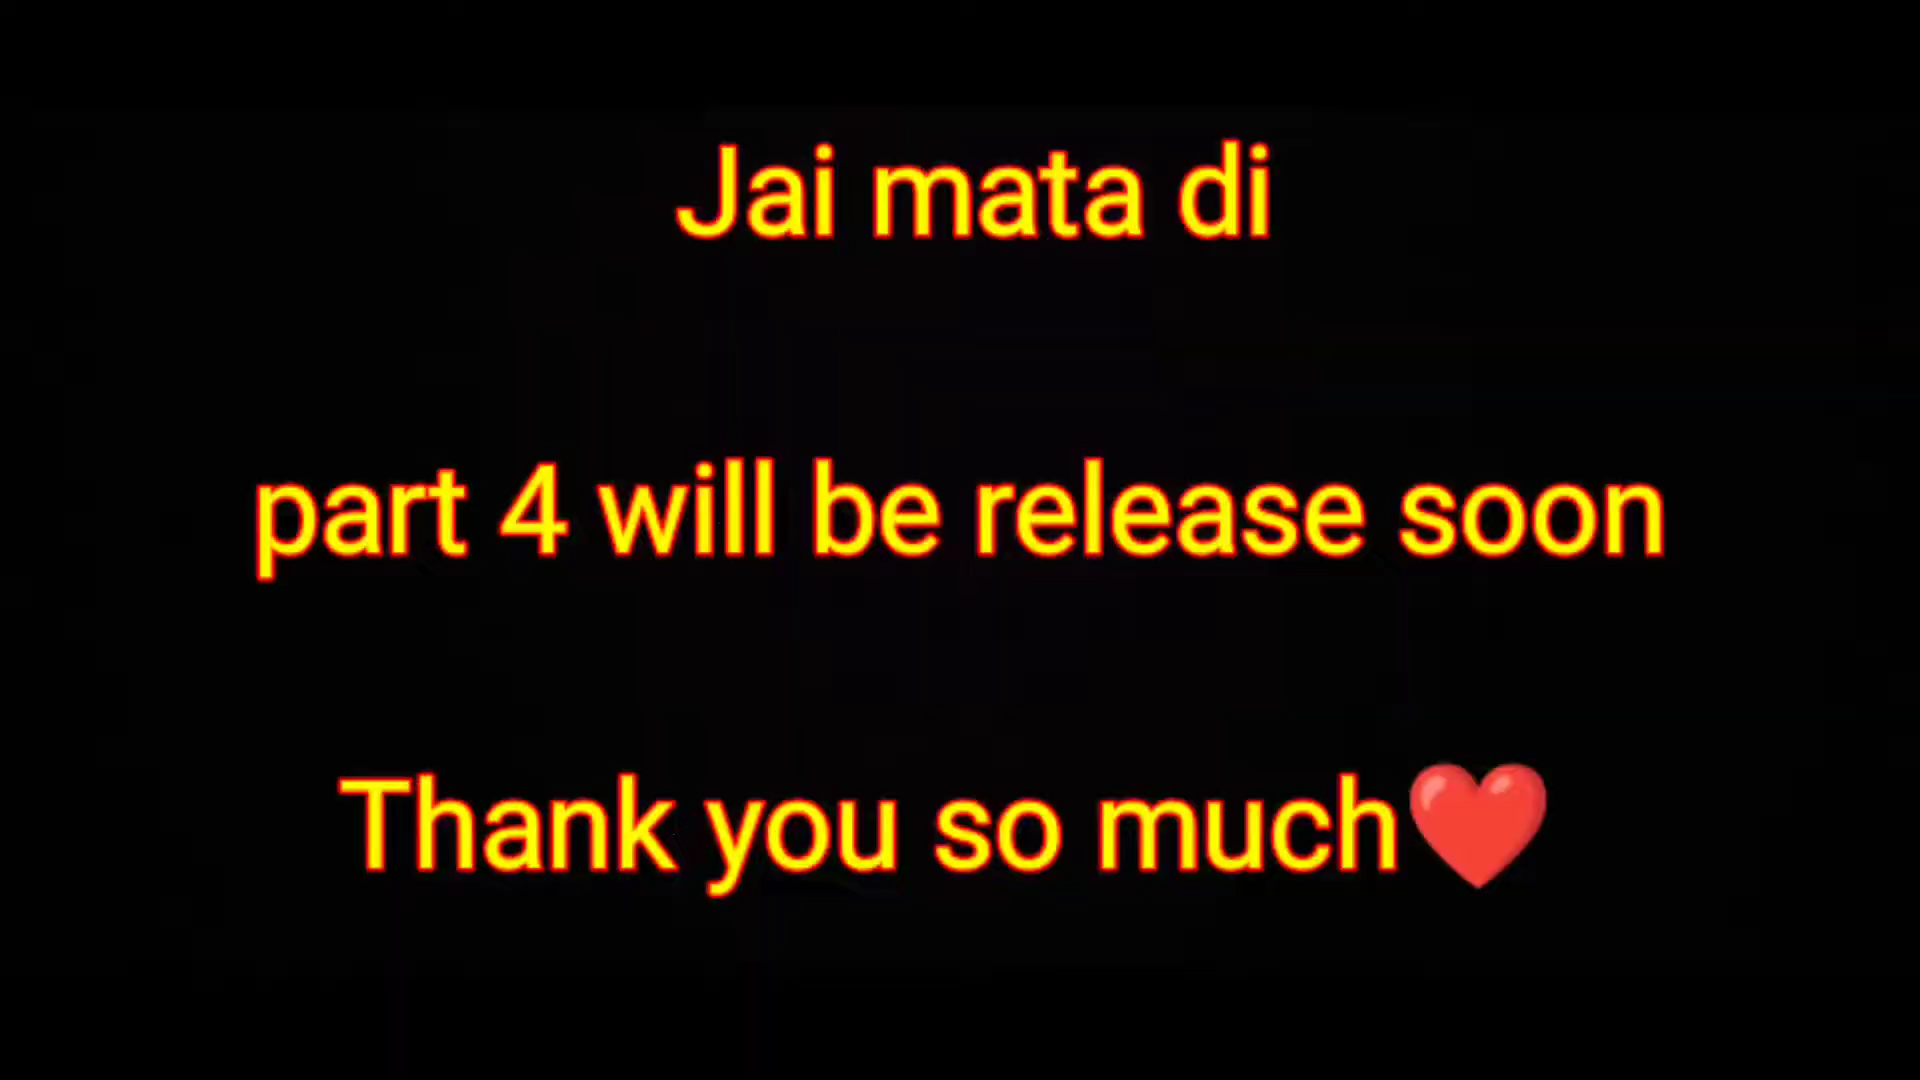 Jai mata di
part 4 will be release soon
Thank you so much❤️